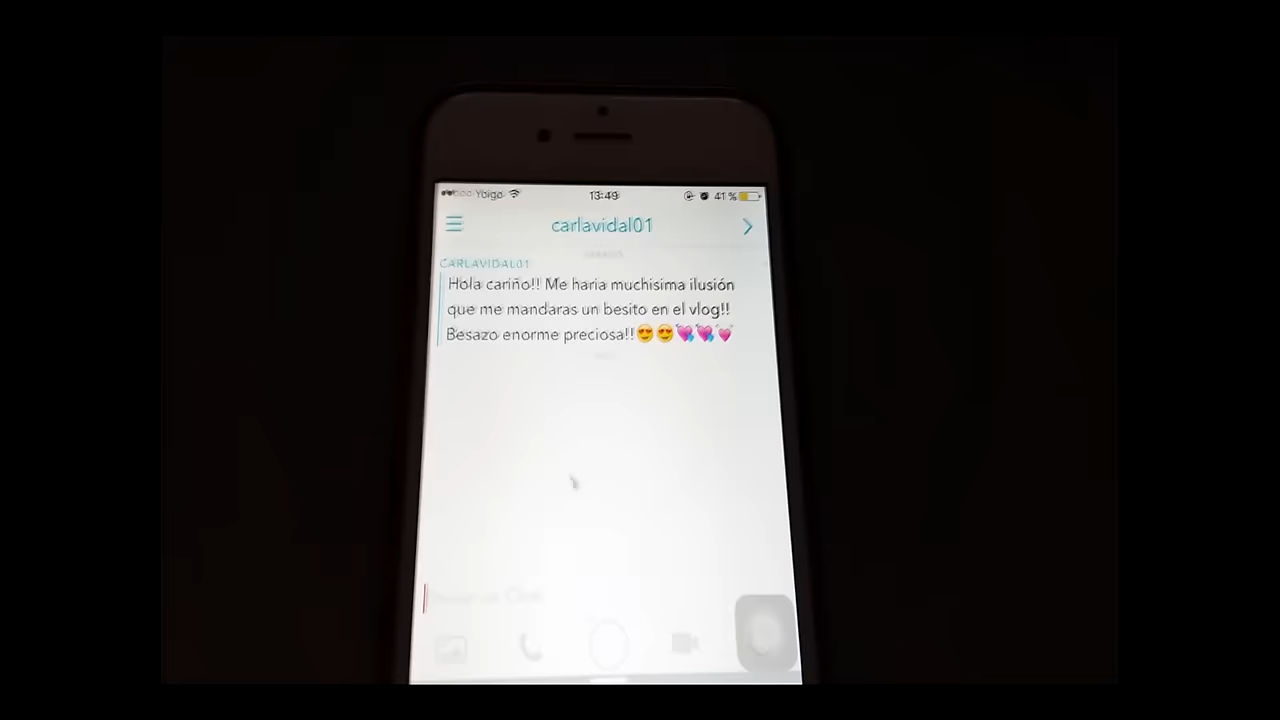 Yoigo 13:49 41%
carlavidal01
CARLAVIDAL01
Hola cariño!! Me haria muchisima ilusión
que me mandaras un besito en el vlog!!
Besazo enorme preciosa!!😍😍💘💘💓